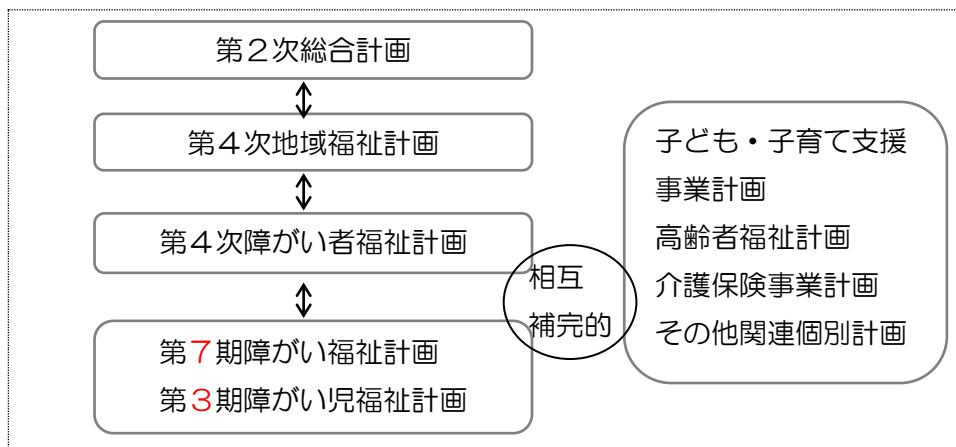 第２次総合計画
第４次地域福祉計画
第４次障がい者福祉計画
第７期障がい福祉計画
第３期障がい児福祉計画
相互
補完的
子ども・子育て支援
事業計画
高齢者福祉計画
介護保険事業計画
その他関連個別計画